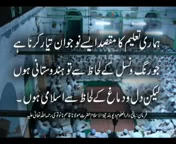 ہماری تعلیم کا مقصد ایسے نوجوان تیار کرنا ہے
جو رنگ و نسل کے لحاظ سے تو ہندوستانی ہوں
لیکن دل و دماغ کے لحاظ سے اسلامی ہوں ۔